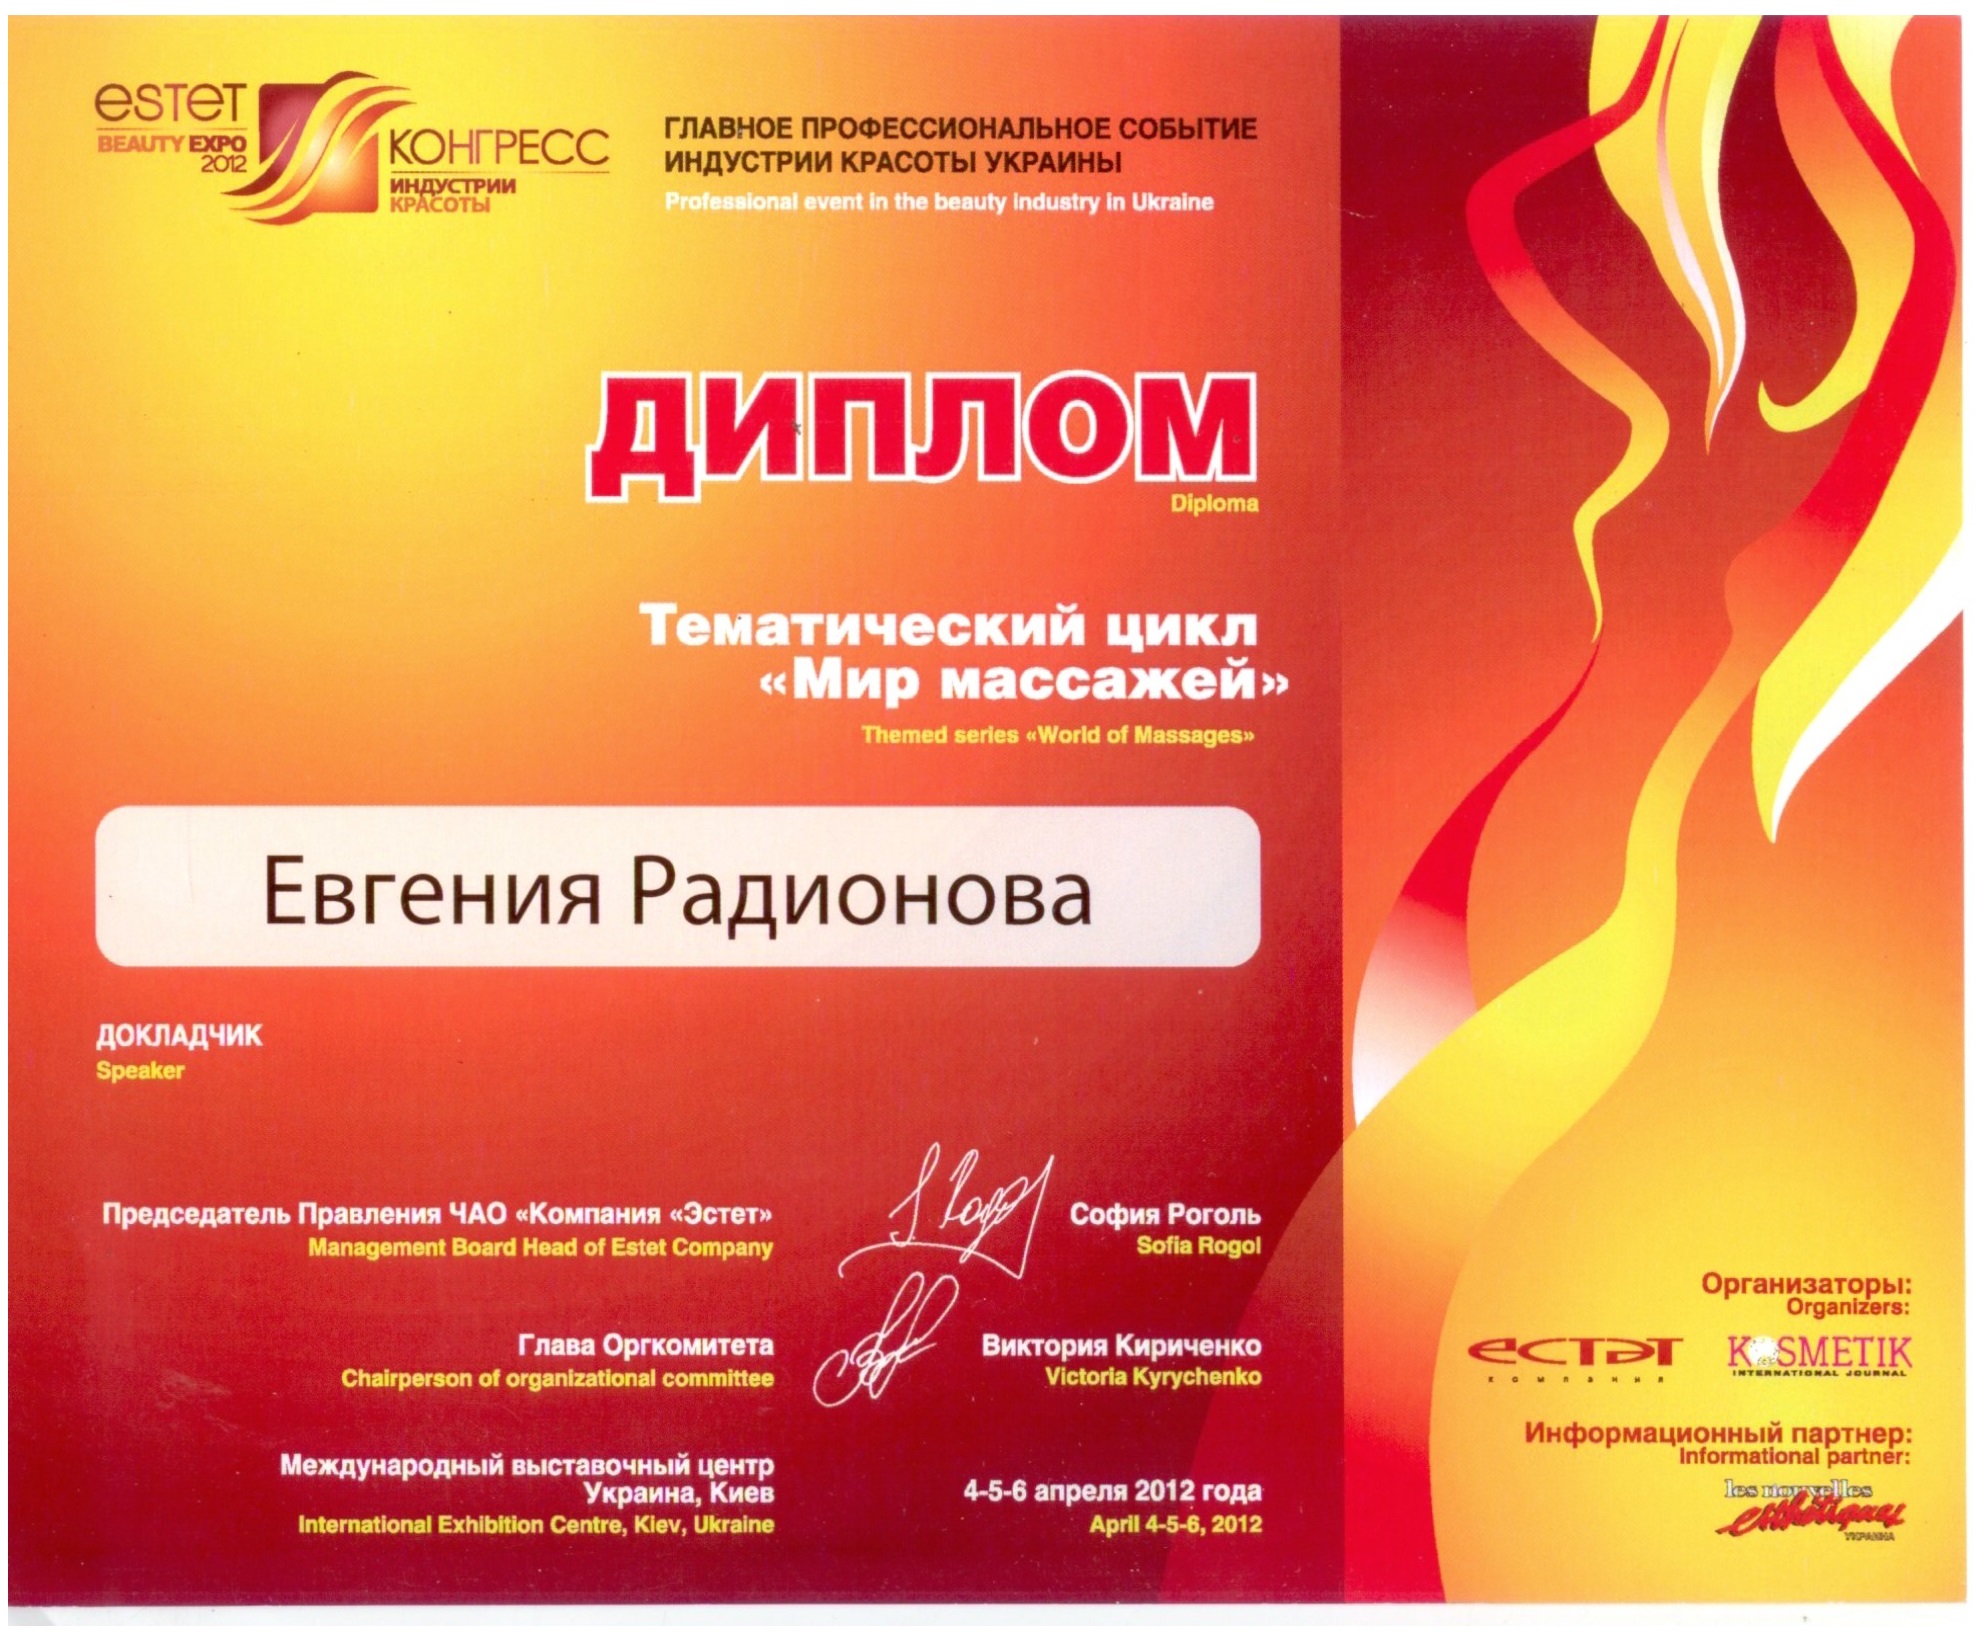 estet
BEAUTY EXPO
2012
КОНГРЕСС
ИНДУСТРИИ
КРАСОТЫ
ГЛАВНОЕ ПРОФЕССИОНАЛЬНОЕ СОБЫТИЕ
ИНДУСТРИИ КРАСОТЫ УКРАИНЫ
Professional event in the beauty industry in Ukraine
ДИПЛОМ
Diploma
Тематический цикл
«Мир массажей»
Themed series «World of Massages»
Евгения Радионова
ДОКЛАДЧИК
Speaker
Председатель Правления ЧАО «Компания «Эстет» София Роголь
Management Board Head of Estet Company Sofia Rogol
Глава Оргкомитета Виктория Кириченко
Chairperson of organizational committee Victoria Kyrychenko
Международный выставочный центр
Украина, Киев 4-5-6 апреля 2012 года
International Exhibition Centre, Kiev, Ukraine April 4-5-6, 2012
Организаторы:
Organizers:
естэт
компания
KOSMETIK
INTERNATIONAL JOURNAL
Информационный партнер:
Informational partner:
les nouvelles
esthétiques
УКРАИНА